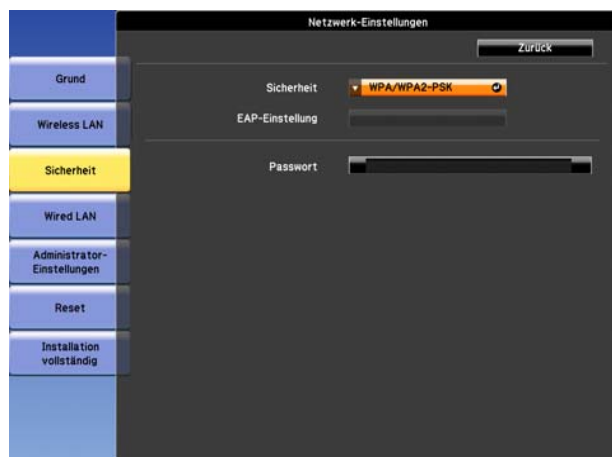 Netzwerk-Einstellungen
Zurück
Grund
Wireless LAN
Sicherheit
Wired LAN
Administrator-
Einstellungen
Reset
Installation
vollständig
Sicherheit
WPA/WPA2-PSK
EAP-Einstellung
Passwort